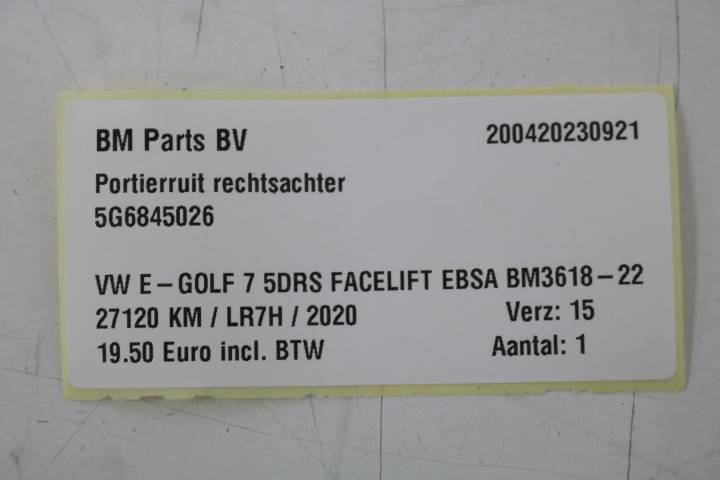 BM Parts BV 200420230921
Portierruit rechtsachter
5G6845026
VW E-GOLF 7 5DRS FACELIFT EBSA BM3618-22
27120 KM / LR7H / 2020 Verz: 15
19.50 Euro incl. BTW Aantal: 1